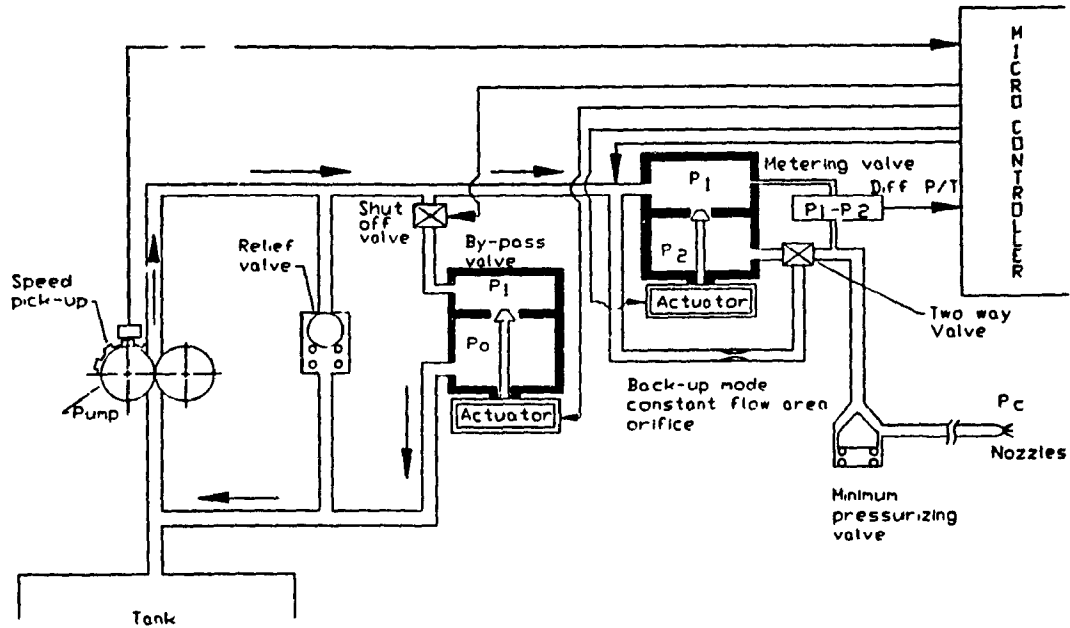 MICRO CONTROLLER
Metering valve
P1
Diff P/T
P1-P2
Shut
off
valve
By-pass
valve
Relief
valve
P2
P1
Speed
pick-up
Actuator
Two way
Valve
Po
Pump
Actuator
Back-up mode
constant flow area
orifice
Pc
Nozzles
Minimum
pressurizing
valve
Tank